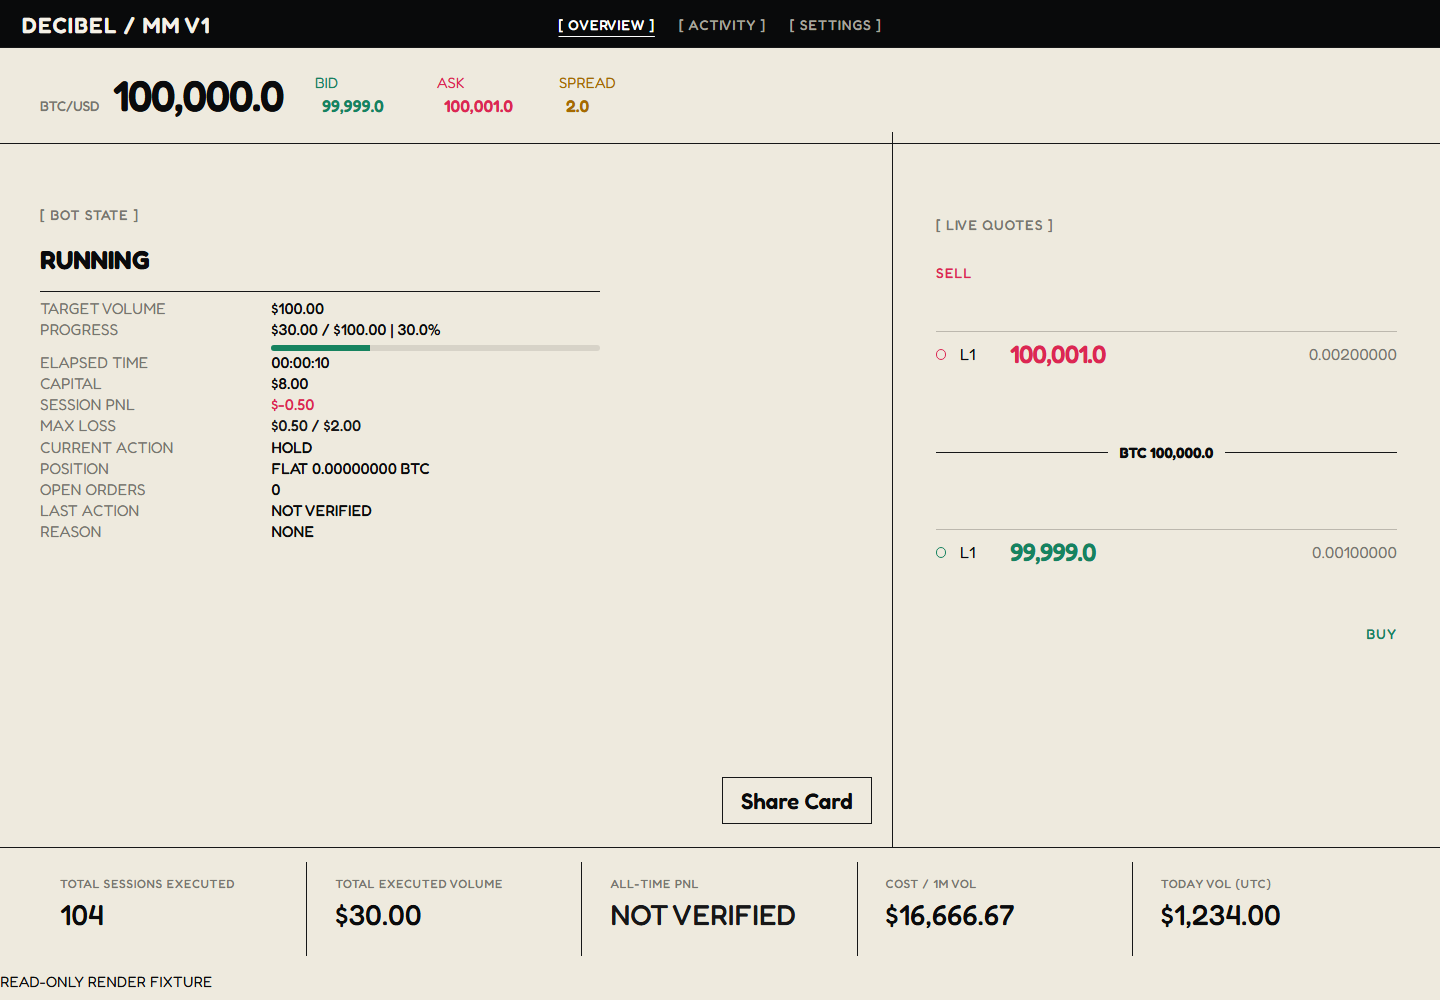 DECIBEL / MM V1
[ OVERVIEW ] [ ACTIVITY ] [ SETTINGS ]
BTC/USD 100,000.0
BID
99,999.0
ASK
100,001.0
SPREAD
2.0
[ BOT STATE ]
RUNNING
TARGET VOLUME $100.00
PROGRESS $30.00 / $100.00 | 30.0%
ELAPSED TIME 00:00:10
CAPITAL $8.00
SESSION PNL $-0.50
MAX LOSS $0.50 / $2.00
CURRENT ACTION HOLD
POSITION FLAT 0.00000000 BTC
OPEN ORDERS 0
LAST ACTION NOT VERIFIED
REASON NONE
Share Card
[ LIVE QUOTES ]
SELL
L1 100,001.0 0.00200000
BTC 100,000.0
L1 99,999.0 0.00100000
BUY
TOTAL SESSIONS EXECUTED
104
TOTAL EXECUTED VOLUME
$30.00
ALL-TIME PNL
NOT VERIFIED
COST / 1M VOL
$16,666.67
TODAY VOL (UTC)
$1,234.00
READ-ONLY RENDER FIXTURE